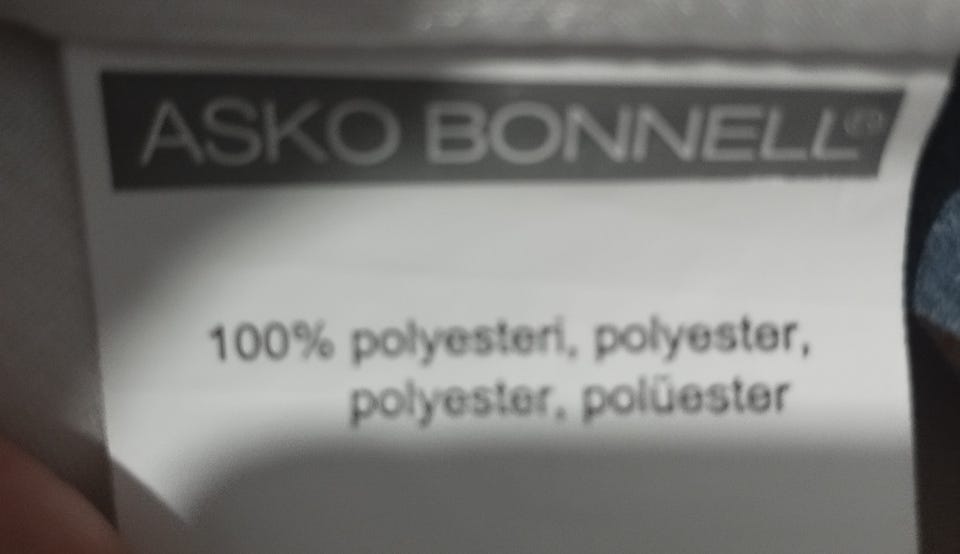 ASKO BONNELL®
100% polyesteri, polyester,
polyester, polüester